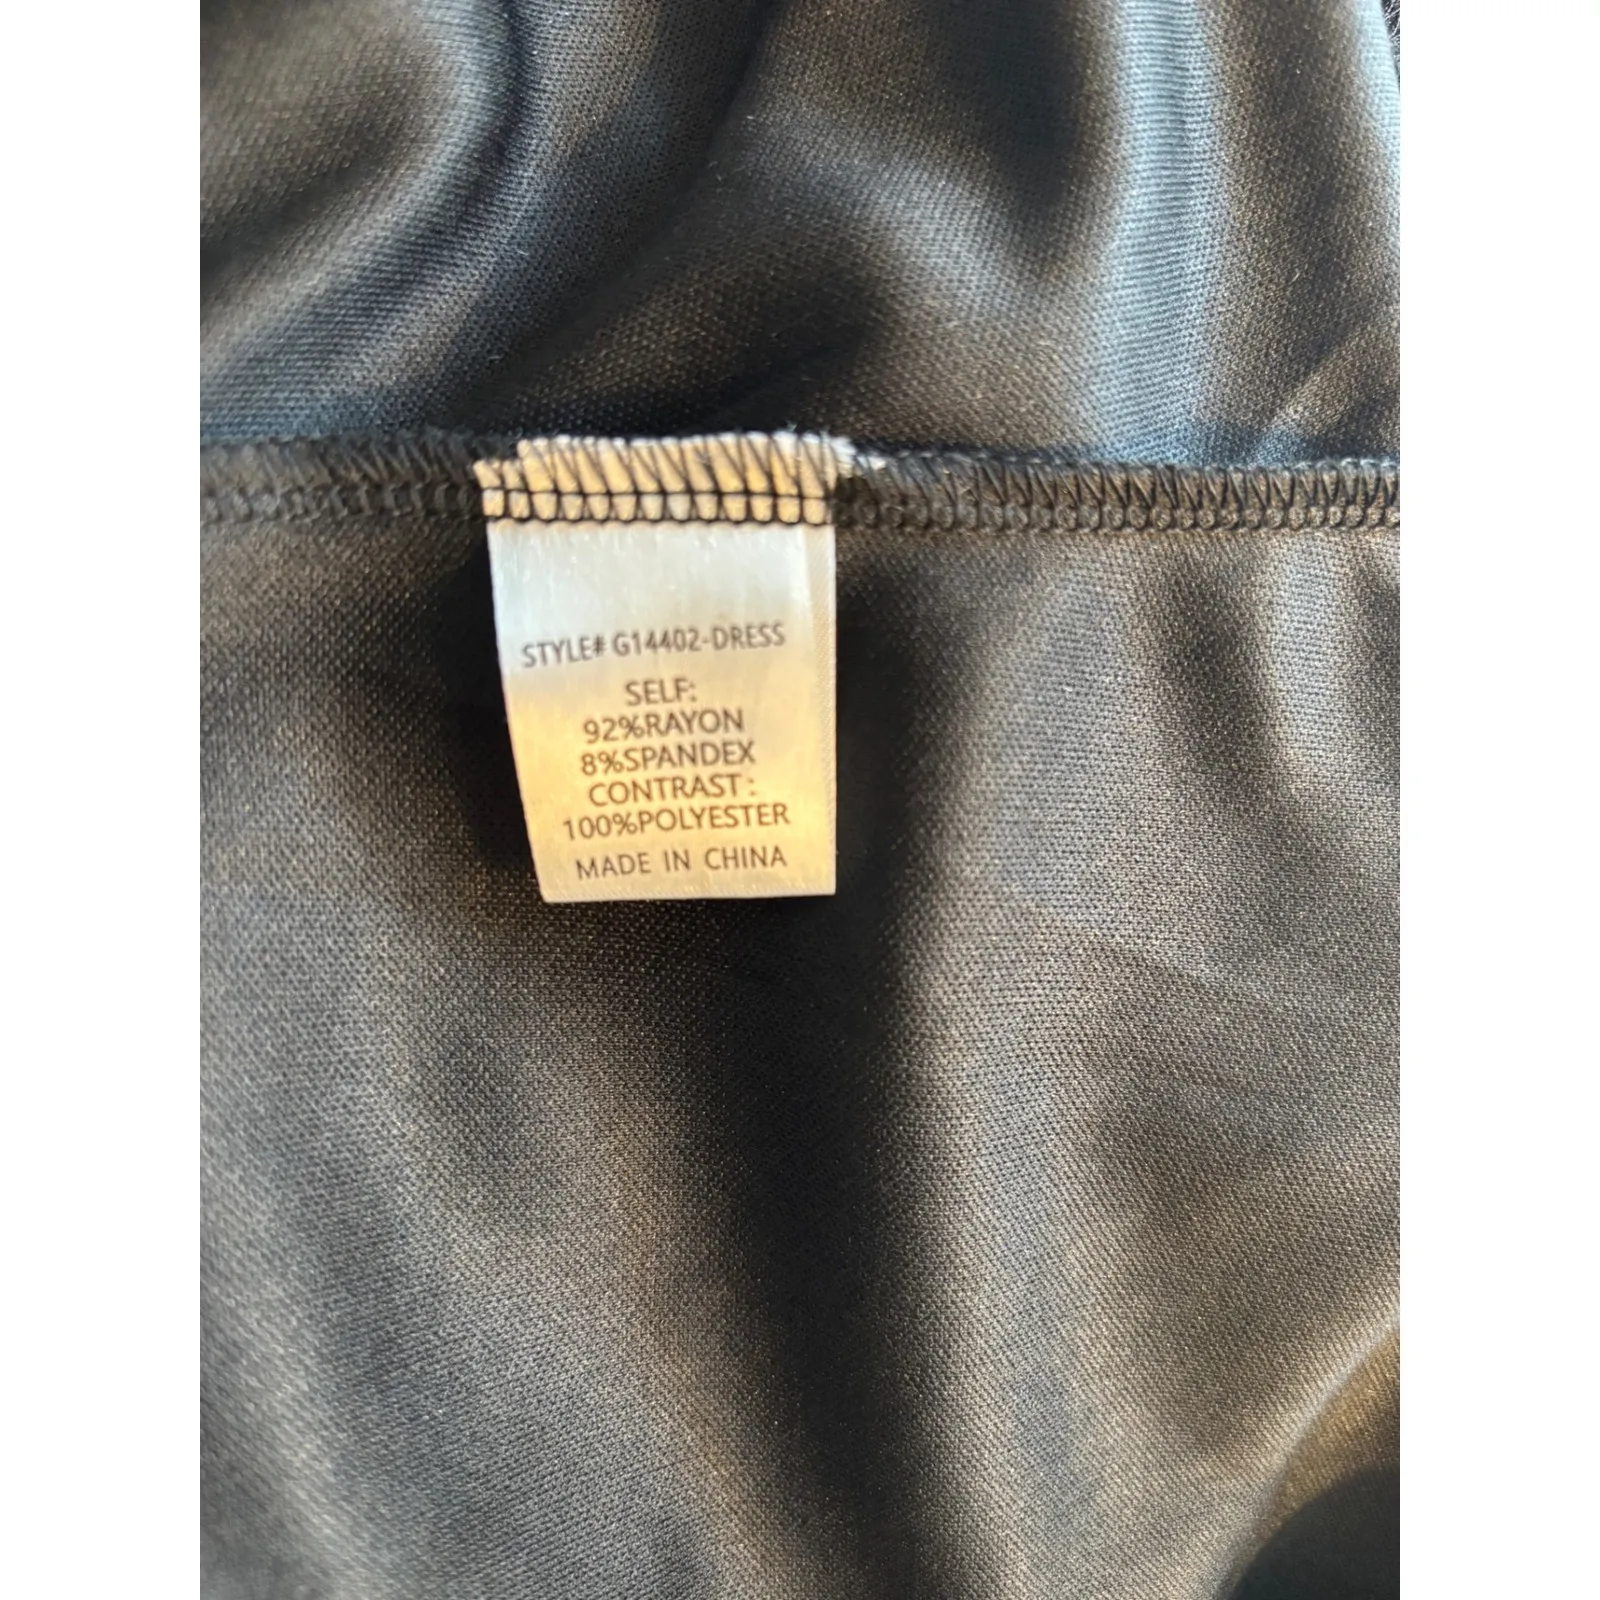 STYLE# G14402-DRESS
SELF:
92%RAYON
8%SPANDEX
CONTRAST :
100%POLYESTER
MADE IN CHINA